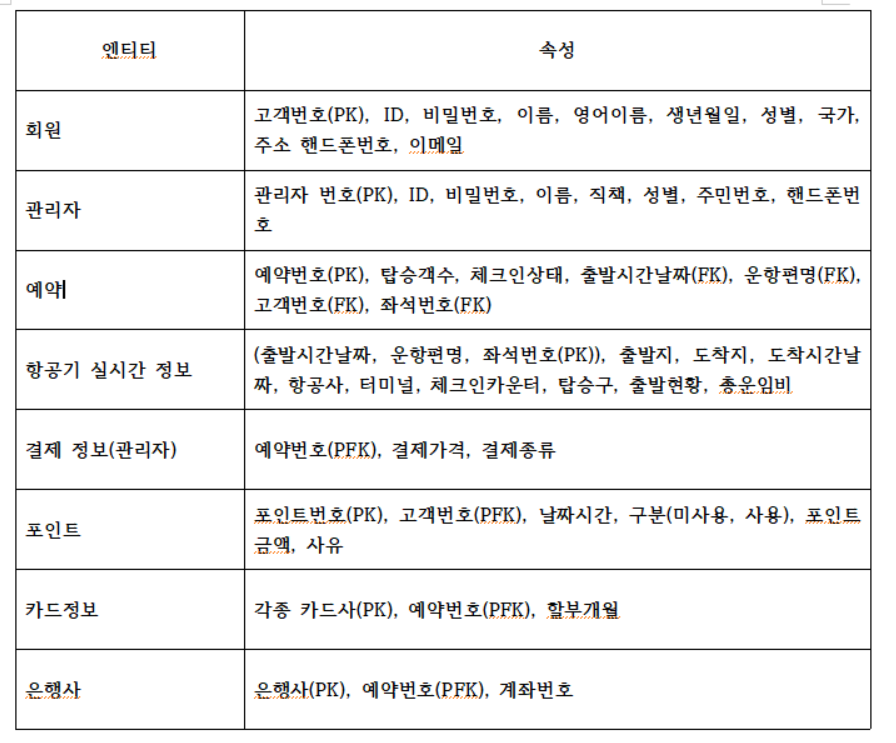 엔티티 속성
회원
고객번호(PK), ID, 비밀번호, 이름, 영어이름, 생년월일, 성별, 국가,
주소 핸드폰번호, 이메일
관리자
관리자 번호(PK), ID, 비밀번호, 이름, 직책, 성별, 주민번호, 핸드폰번
호
예약
예약번호(PK), 탑승객수, 체크인상태, 출발시간날짜(FK), 운항편명(FK),
고객번호(FK), 좌석번호(FK)
항공기 실시간 정보
(출발시간날짜, 운항편명, 좌석번호(PK)), 출발지, 도착지, 도착시간날
짜, 항공사, 터미널, 체크인카운터, 탑승구, 출발현황, 총운임비
결제 정보(관리자)
예약번호(PFK), 결제가격, 결제종류
포인트
포인트번호(PK), 고객번호(PFK), 날짜시간, 구분(미사용, 사용), 포인트
금액, 사유
카드정보
각종 카드사(PK), 예약번호(PFK), 할부개월
은행사
은행사(PK), 예약번호(PFK), 계좌번호